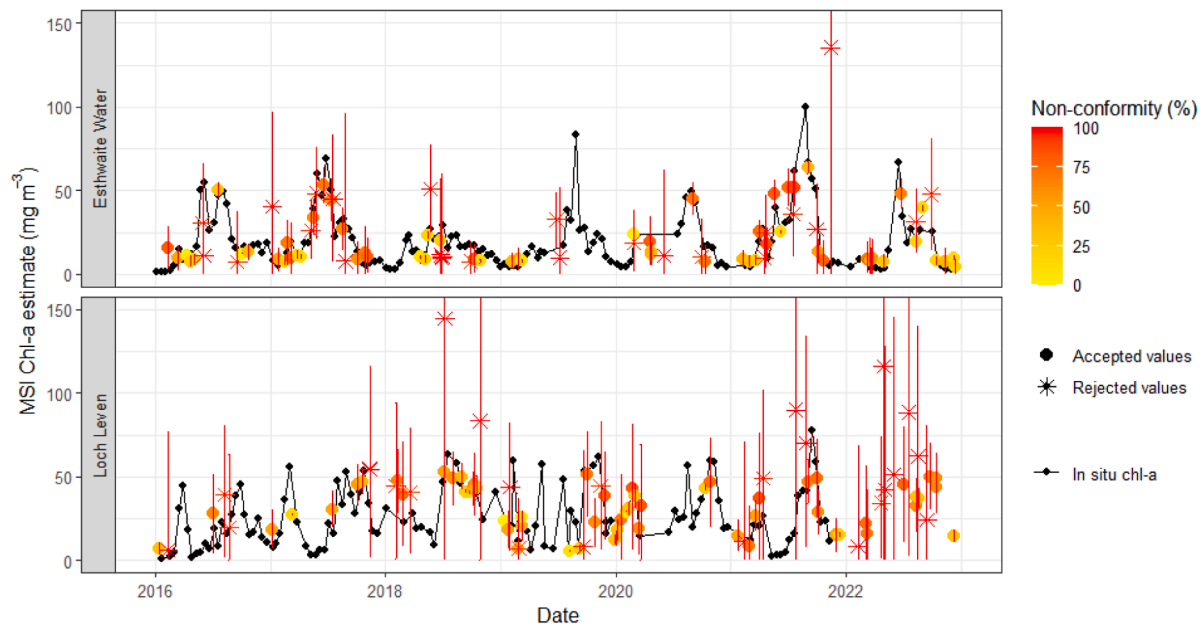 150
100
50
0
Esthwaite Water
150
100
50
0
Loch Leven
MSI Chl-a estimate (mg m⁻³)
2016
2018
2020
2022
Date
Non-conformity (%)
100
75
50
25
0
Accepted values
Rejected values
In situ chl-a